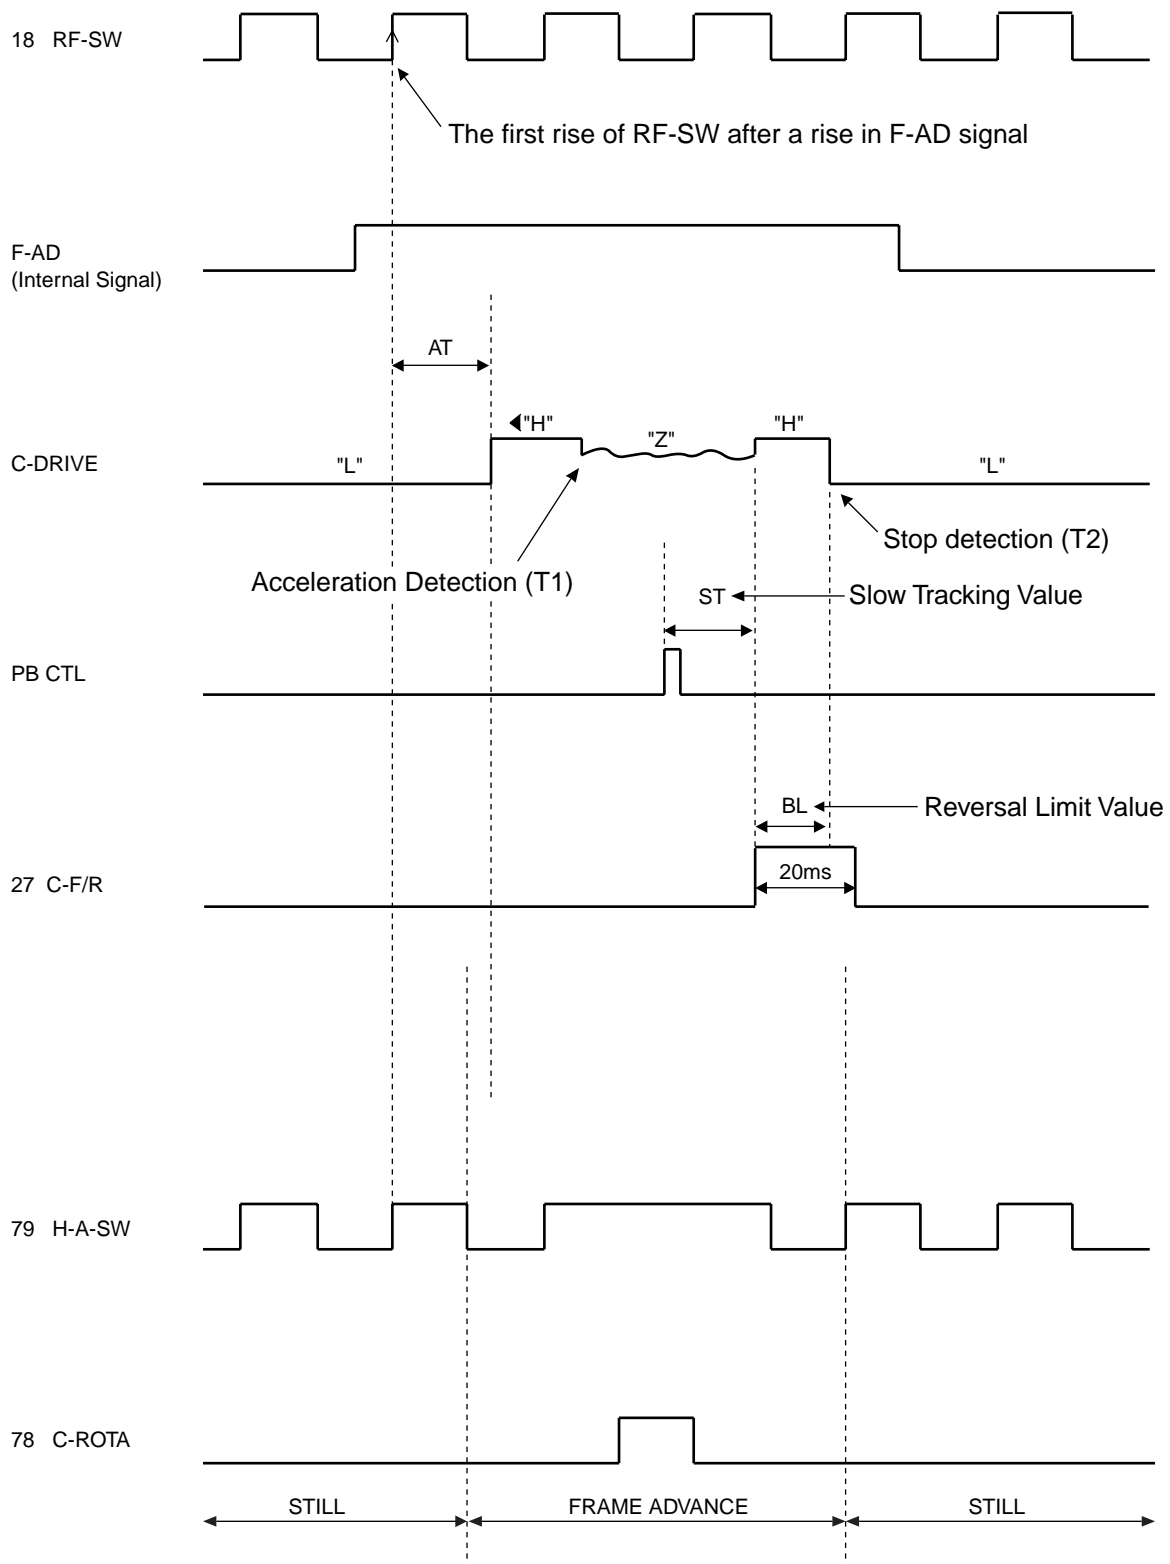 18 RF-SW
The first rise of RF-SW after a rise in F-AD signal
F-AD
(Internal Signal)
AT
"H"
"Z"
"H"
C-DRIVE
"L"
"L"
Stop detection (T2)
Acceleration Detection (T1)
ST
Slow Tracking Value
PB CTL
BL
Reversal Limit Value
20ms
27 C-F/R
79 H-A-SW
78 C-ROTA
STILL
FRAME ADVANCE
STILL